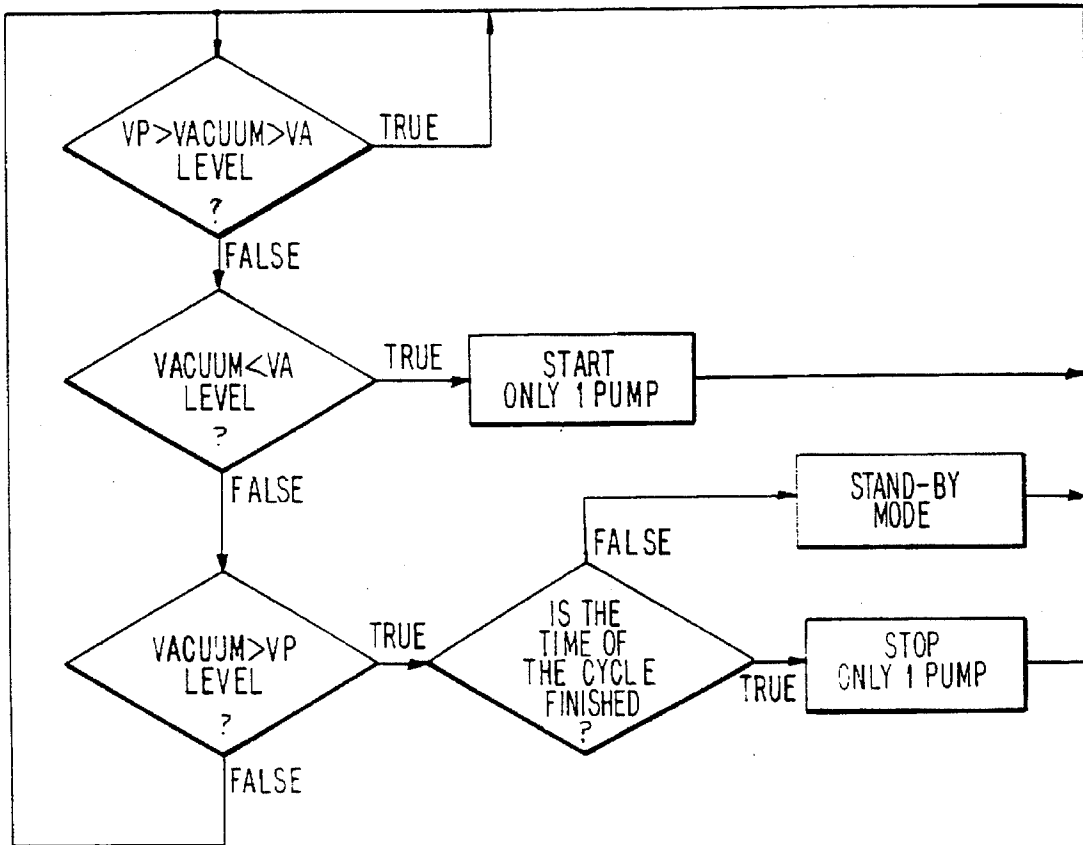 VP>VACUUM>VA
LEVEL
?
TRUE
FALSE
VACUUM<VA
LEVEL
?
TRUE
START
ONLY 1 PUMP
FALSE
STAND-BY
MODE
FALSE
VACUUM>VP
LEVEL
?
TRUE
IS THE
TIME OF
THE CYCLE
FINISHED
?
TRUE
STOP
ONLY 1 PUMP
FALSE